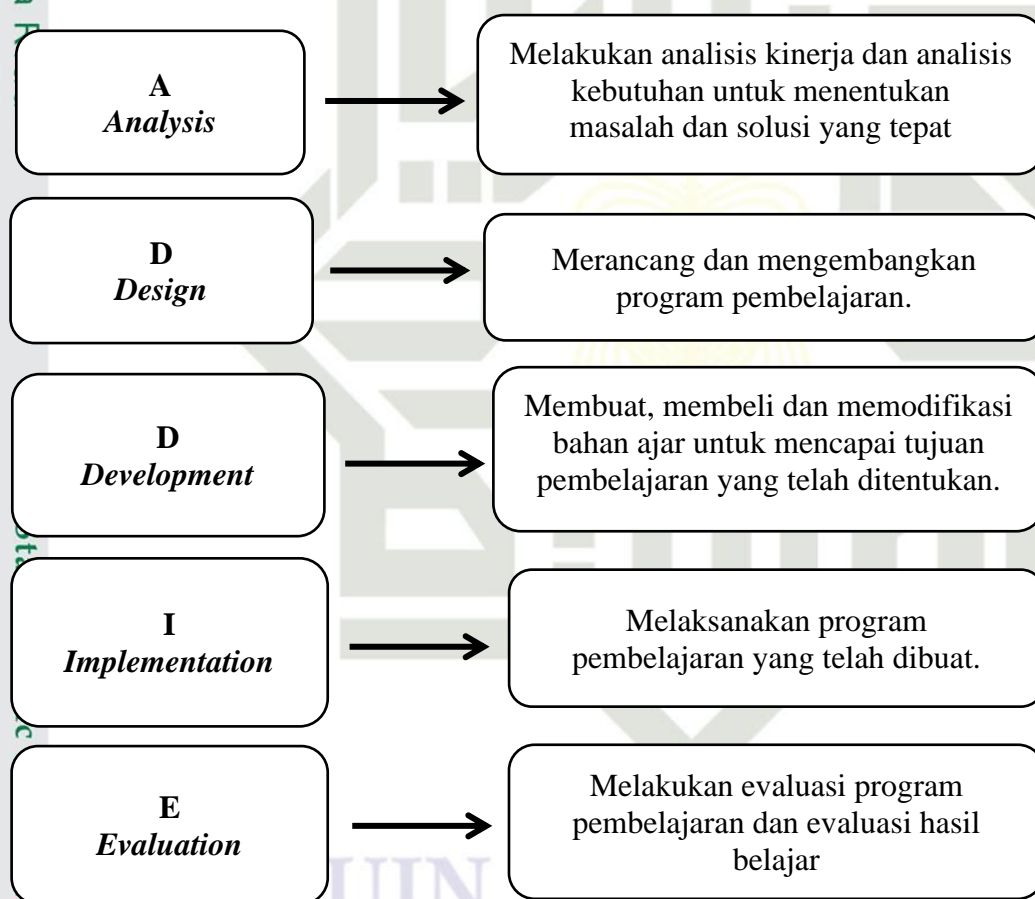 A
Analysis
Melakukan analisis kinerja dan analisis
kebutuhan untuk menentukan
masalah dan solusi yang tepat
D
Design
Merancang dan mengembangkan
program pembelajaran.
D
Development
Membuat, membeli dan memodifikasi
bahan ajar untuk mencapai tujuan
pembelajaran yang telah ditentukan.
I
Implementation
Melaksanakan program
pembelajaran yang telah dibuat.
E
Evaluation
Melakukan evaluasi program
pembelajaran dan evaluasi hasil
belajar
UIN